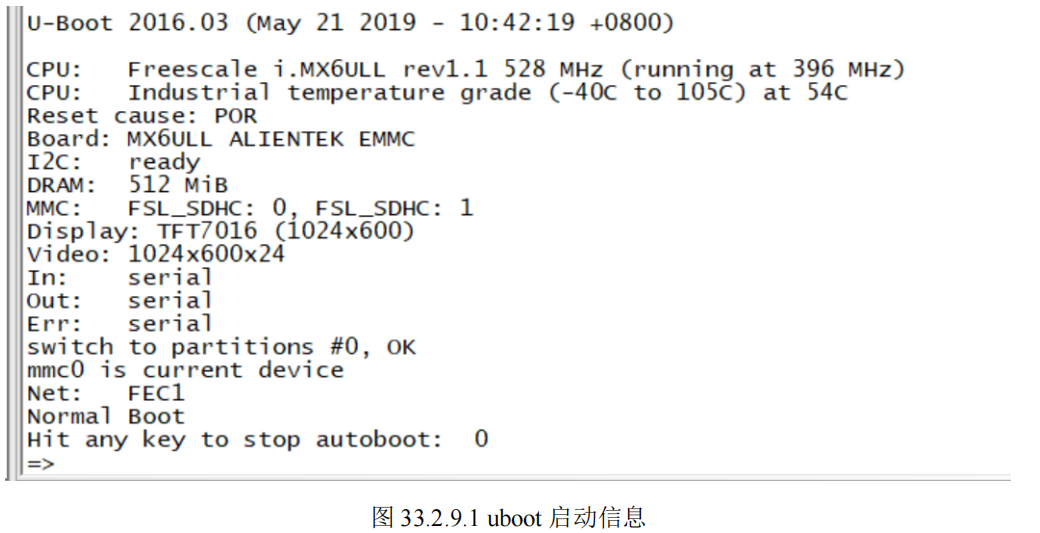 U-Boot 2016.03 (May 21 2019 - 10:42:19 +0800)
CPU:   Freescale i.MX6ULL rev1.1 528 MHz (running at 396 MHz)
CPU:   Industrial temperature grade (-40C to 105C) at 54C
Reset cause: POR
Board: MX6ULL ALIENTEK EMMC
I2C:   ready
DRAM:  512 MiB
MMC:   FSL_SDHC: 0, FSL_SDHC: 1
Display: TFT7016 (1024x600)
Video: 1024x600x24
In:    serial
Out:   serial
Err:   serial
switch to partitions #0, OK
mmc0 is current device
Net:   FEC1
Normal Boot
Hit any key to stop autoboot:  0
=>
图 33.2.9.1 uboot 启动信息